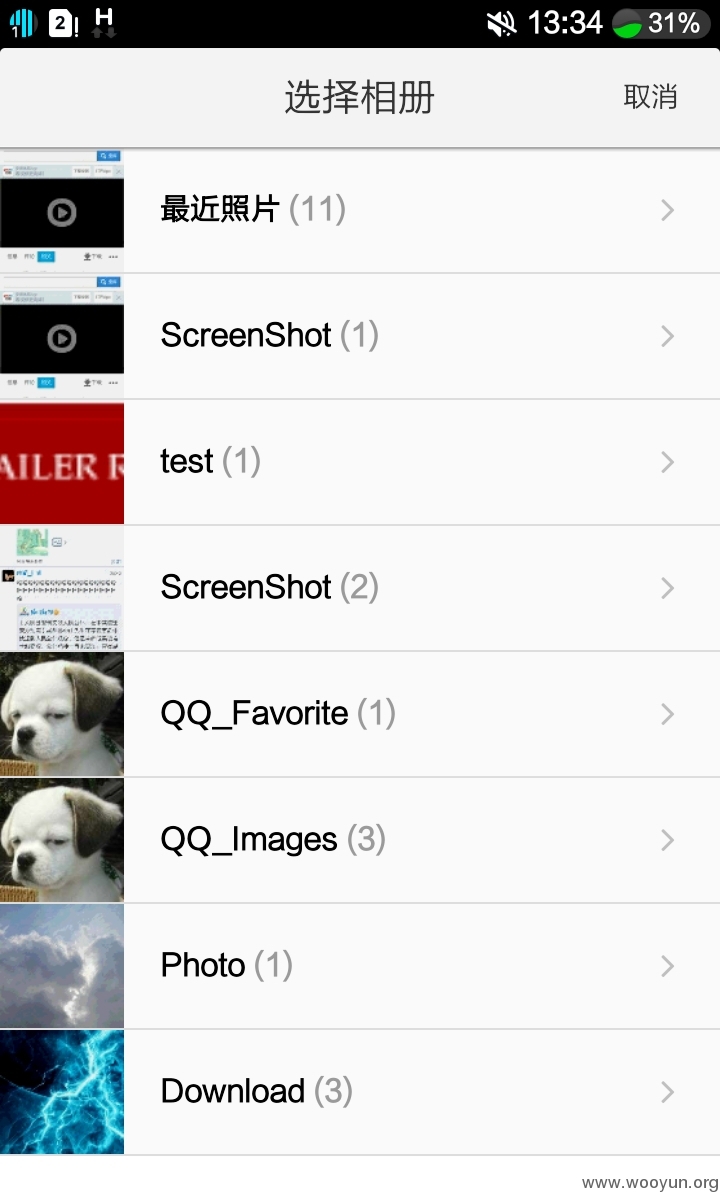 13:34 31%
选择相册
取消
最近照片 (11)
ScreenShot (1)
AILER R
test (1)
ScreenShot (2)
QQ_Favorite (1)
QQ_Images (3)
Photo (1)
Download (3)
www.wooyun.org